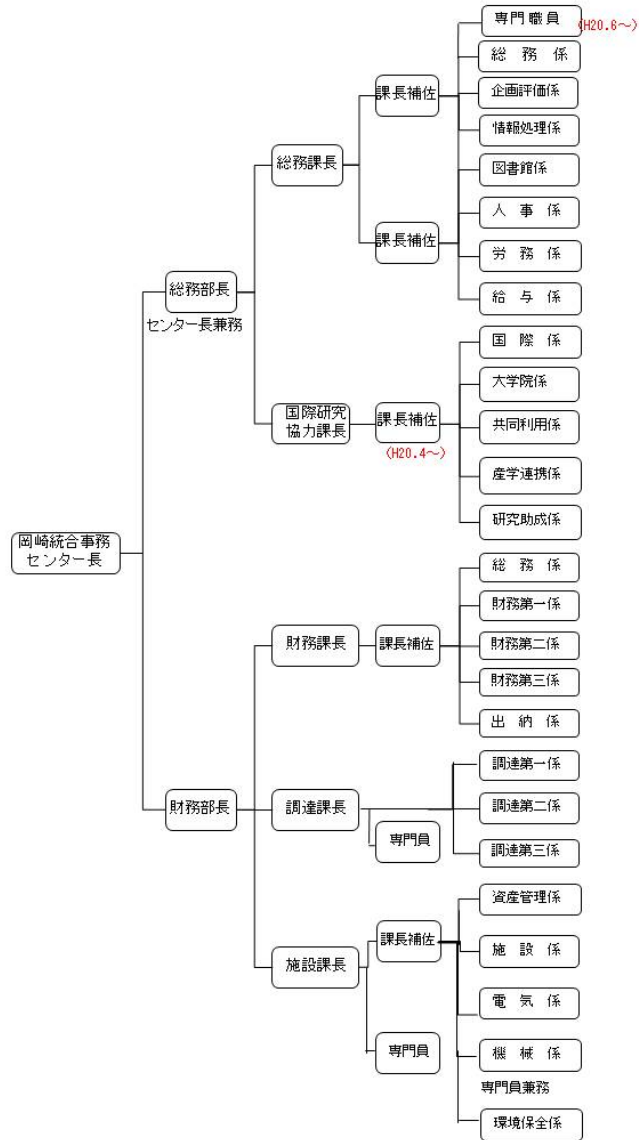 専門職員
(H20.6～)
総務係
課長補佐
企画評価係
情報処理係
総務課長
図書館係
人事係
課長補佐
労務係
総務部長
給与係
センター長兼務
国際係
大学院係
国際研究
協力課長
課長補佐
共同利用係
(H20.4～)
産学連携係
研究助成係
岡崎統合事務
センター長
総務係
財務第一係
財務課長
課長補佐
財務第二係
財務第三係
出納係
調達第一係
財務部長
調達課長
調達第二係
専門員
調達第三係
資産管理係
課長補佐
施設係
施設課長
電気係
専門員
機械係
専門員兼務
環境保全係